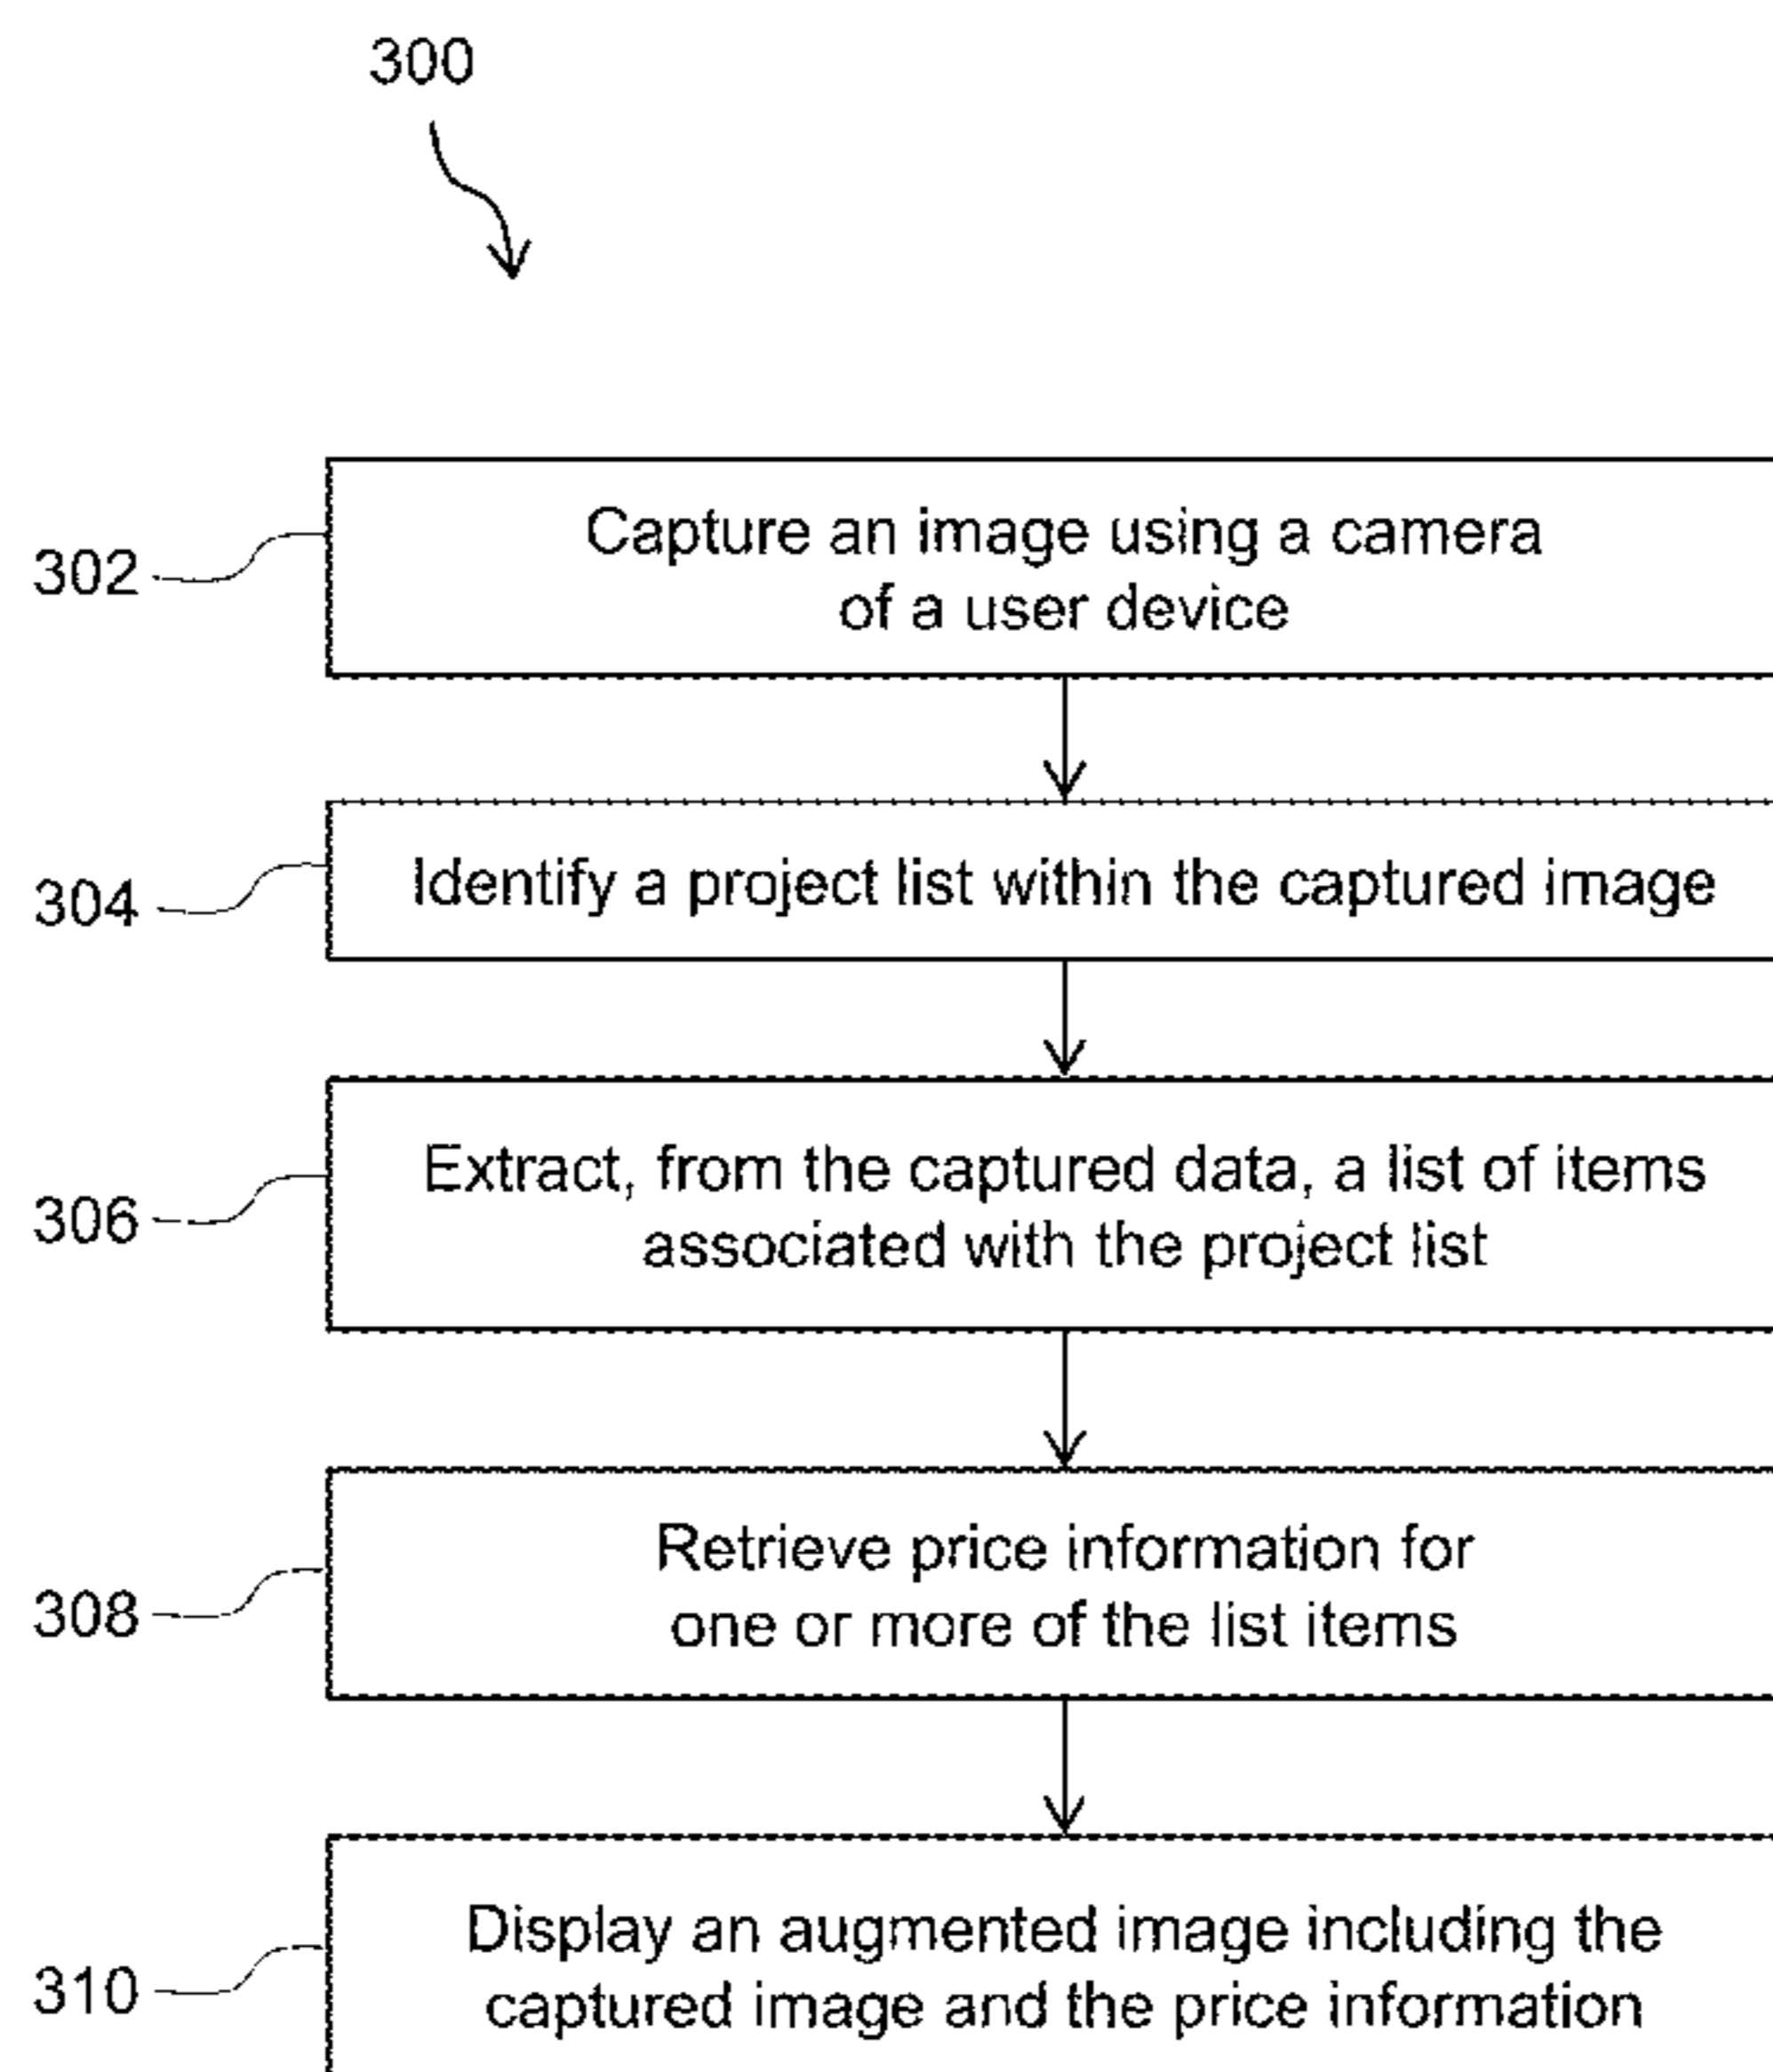 300
302
Capture an image using a camera
of a user device
304
Identify a project list within the captured image
306
Extract, from the captured data, a list of items
associated with the project list
308
Retrieve price information for
one or more of the list items
310
Display an augmented image including the
captured image and the price information